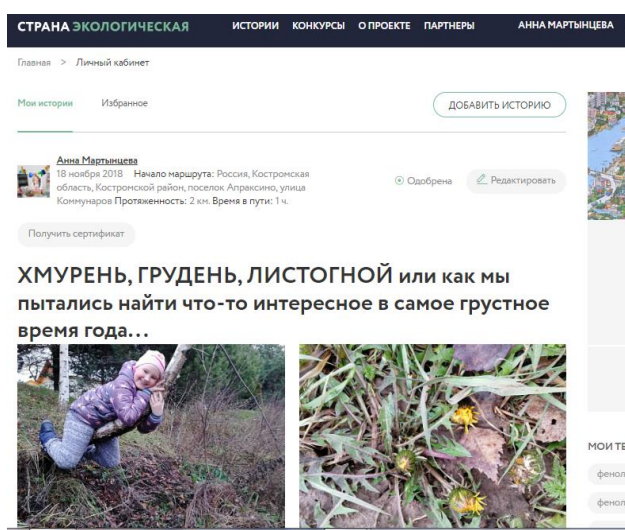 СТРАНА ЭКОЛОГИЧЕСКАЯ ИСТОРИИ КОНКУРСЫ О ПРОЕКТЕ ПАРТНЕРЫ АННА МАРТЫНЦЕВА
Главная > Личный кабинет
Мои истории Избранное ДОБАВИТЬ ИСТОРИЮ
Анна Мартынцева
18 ноября 2018 Начало маршрута: Россия, Костромская
область, Костромской район, поселок Апраксино, улица
Коммунаров Протяженность: 2 км. Время в пути: 1 ч.
Одобрена Редактировать
Получить сертификат
ХМУРЕНЬ, ГРУДЕНЬ, ЛИСТОГНОЙ или как мы
пытались найти что-то интересное в самое грустное
время года...
МОИ ТЕ
фенол
фенол